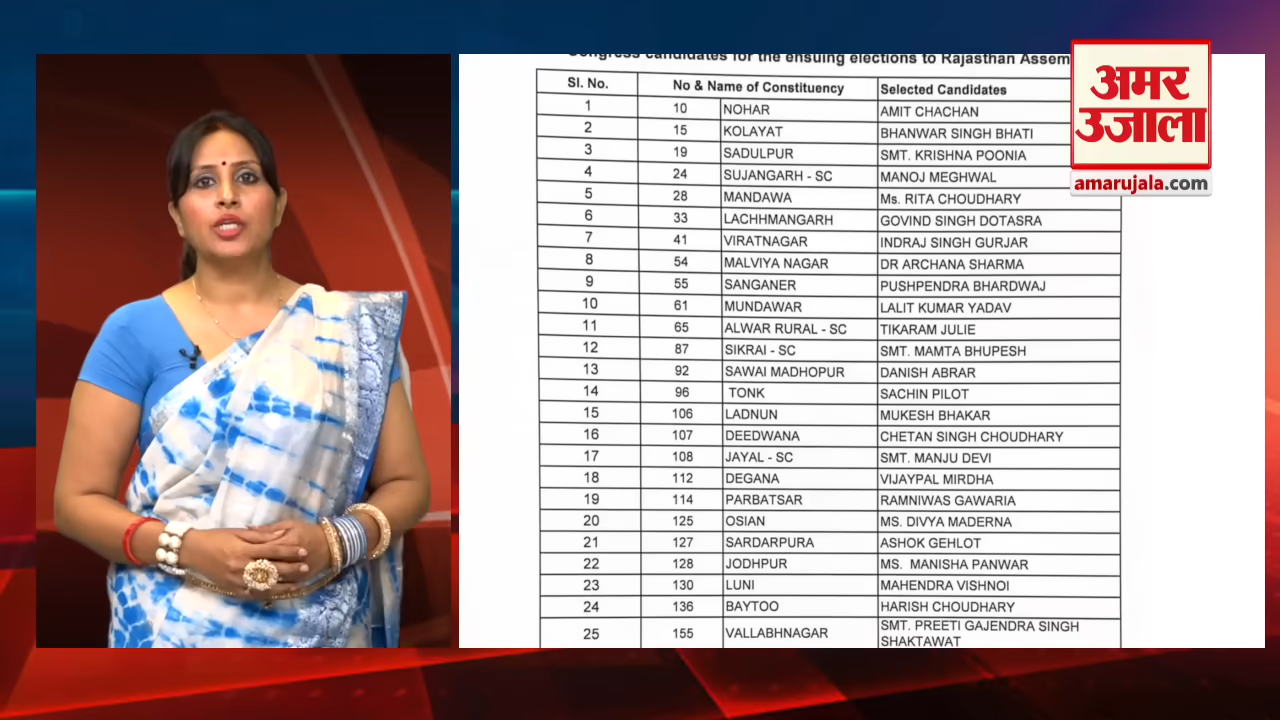 Congress candidates for the ensuing elections to Rajasthan Assem
Sl. No. No & Name of Constituency Selected Candidates
1 10 NOHAR AMIT CHACHAN
2 15 KOLAYAT BHANWAR SINGH BHATI
3 19 SADULPUR SMT. KRISHNA POONIA
4 24 SUJANGARH - SC MANOJ MEGHWAL
5 28 MANDAWA Ms. RITA CHOUDHARY
6 33 LACHHMANGARH GOVIND SINGH DOTASRA
7 41 VIRATNAGAR INDRAJ SINGH GURJAR
8 54 MALVIYA NAGAR DR ARCHANA SHARMA
9 55 SANGANER PUSHPENDRA BHARDWAJ
10 61 MUNDAWAR LALIT KUMAR YADAV
11 65 ALWAR RURAL - SC TIKARAM JULIE
12 87 SIKRAI - SC SMT. MAMTA BHUPESH
13 92 SAWAI MADHOPUR DANISH ABRAR
14 96 TONK SACHIN PILOT
15 106 LADNUN MUKESH BHAKAR
16 107 DEEDWANA CHETAN SINGH CHOUDHARY
17 108 JAYAL - SC SMT. MANJU DEVI
18 112 DEGANA VIJAYPAL MIRDHA
19 114 PARBATSAR RAMNIWAS GAWARIA
20 125 OSIAN MS. DIVYA MADERNA
21 127 SARDARPURA ASHOK GEHLOT
22 128 JODHPUR MS. MANISHA PANWAR
23 130 LUNI MAHENDRA VISHNOI
24 136 BAYTOO HARISH CHOUDHARY
25 155 VALLABHNAGAR SMT. PREETI GAJENDRA SINGH
SHAKTAWAT
अमर
उजाला
amarujala.com